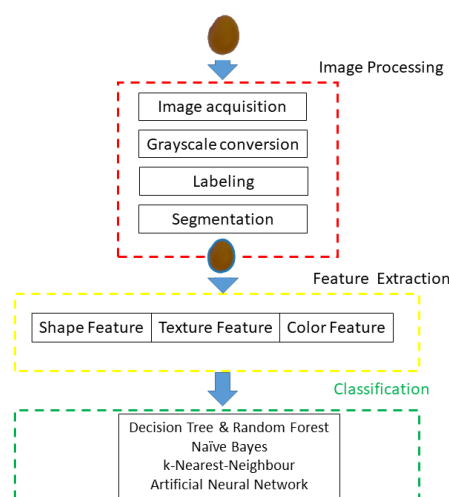 Image Processing
Image acquisition
Grayscale conversion
Labeling
Segmentation
Feature Extraction
Shape Feature Texture Feature Color Feature
Classification
Decision Tree & Random Forest
Naïve Bayes
k-Nearest-Neighbour
Artificial Neural Network